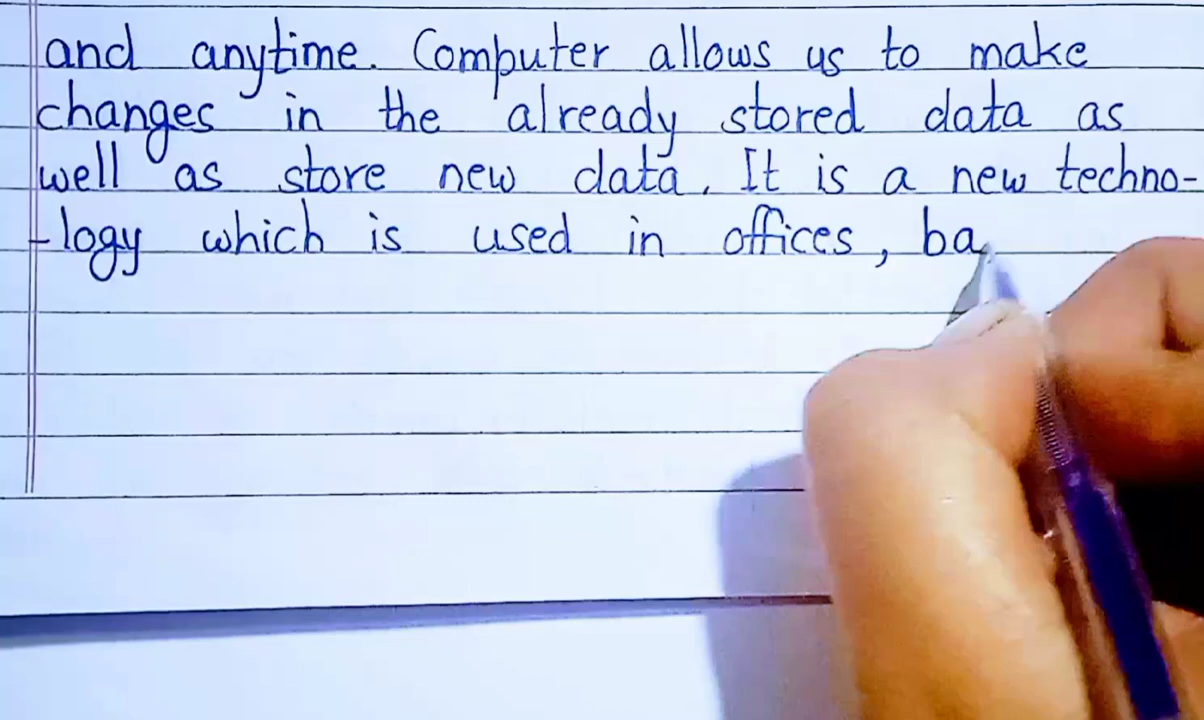 and anytime. Computer allows us to make
changes in the already stored data as
well as store new data. It is a new techno-
-logy which is used in offices, ba